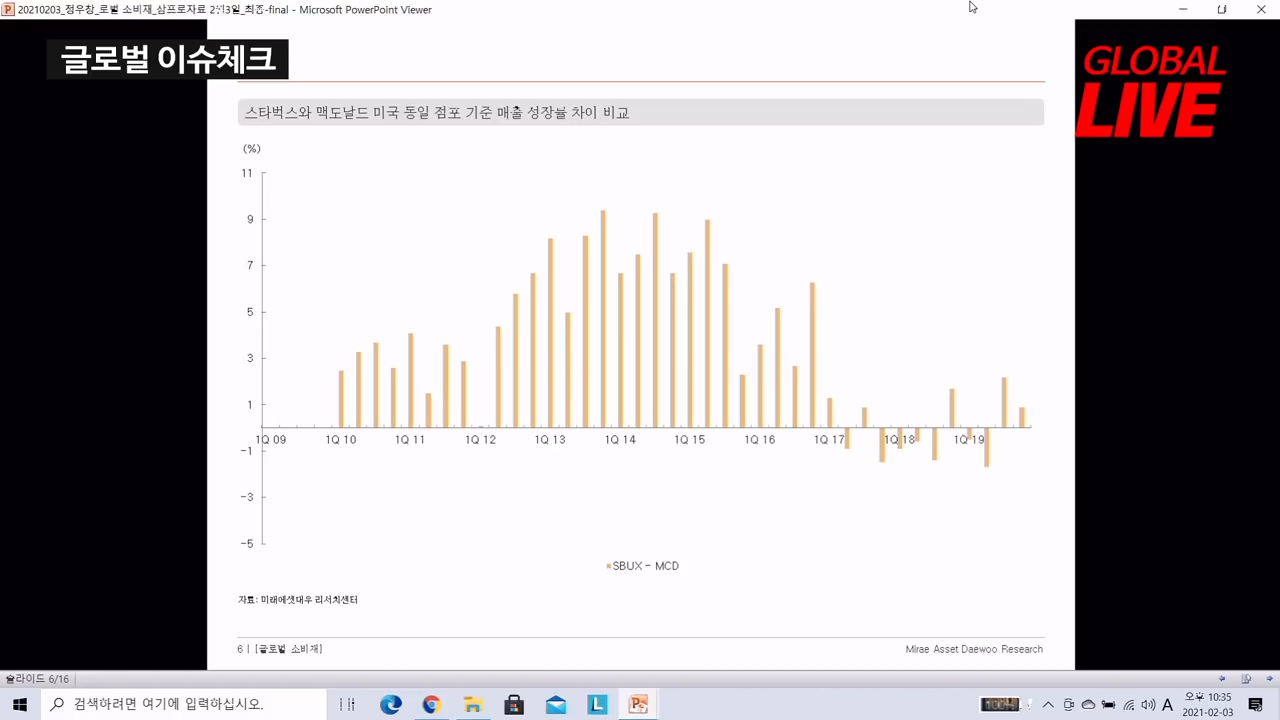 20210203_정우창_로벌 소비재_삼프로자료 2월3일_최종-final - Microsoft PowerPoint Viewer
글로벌 이슈체크
GLOBAL
LIVE
스타벅스와 맥도날드 미국 동일 점포 기준 매출 성장률 차이 비교
(%)
11
9
7
5
3
1
-1
-3
-5
1Q 09 1Q 10 1Q 11 1Q 12 1Q 13 1Q 14 1Q 15 1Q 16 1Q 17 1Q 18 1Q 19
SBUX - MCD
자료: 미래에셋대우 리서치센터
6 | [글로벌 소비재]
Mirae Asset Daewoo Research
슬라이드 6/16
검색하려면 여기에 입력하십시오.
L
100%
A
오후 10:35
2021-02-03